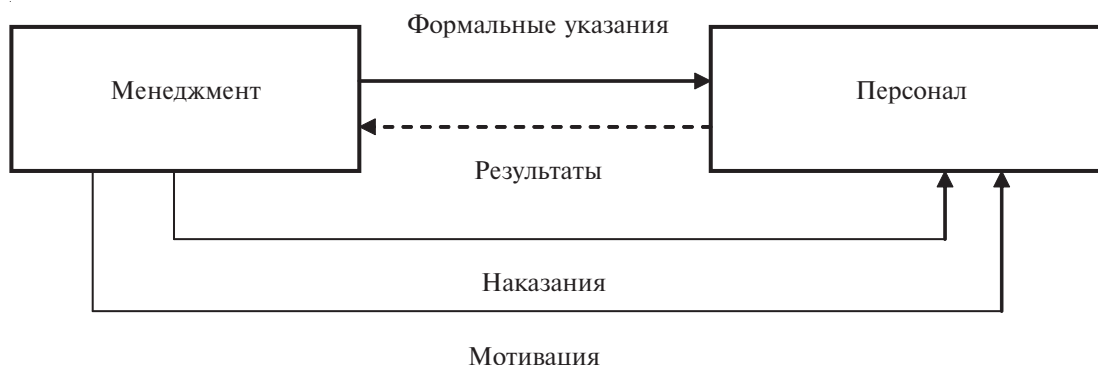 Формальные указания
Менеджмент
Персонал
Результаты
Наказания
Мотивация